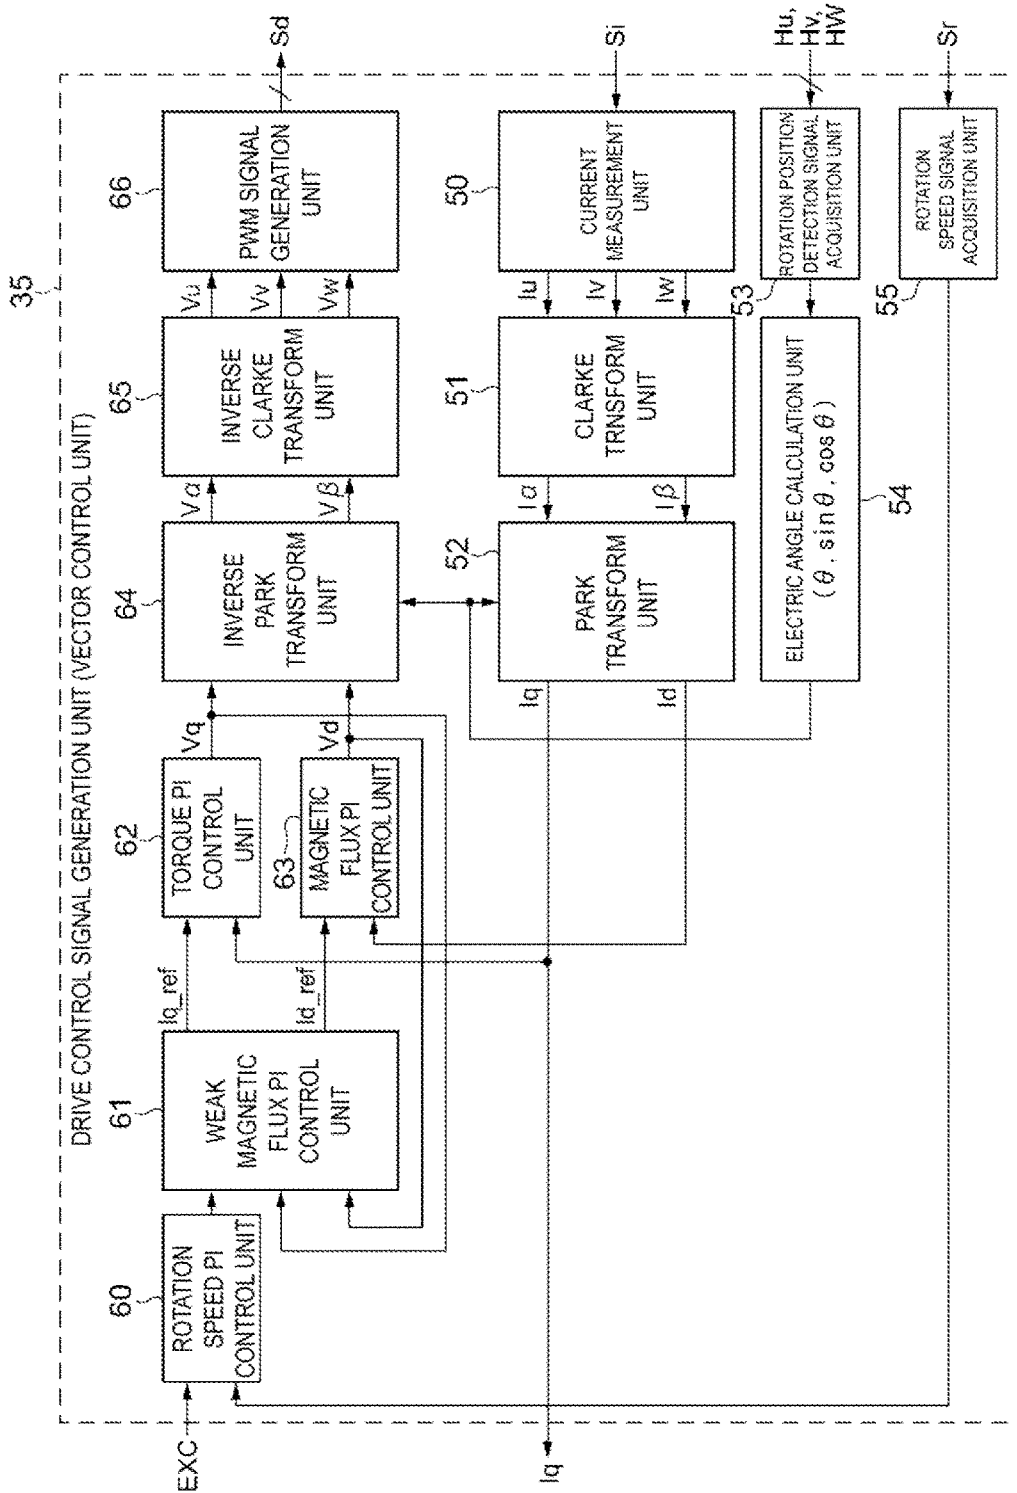 35
DRIVE CONTROL SIGNAL GENERATION UNIT (VECTOR CONTROL UNIT)
EXC
60
ROTATION
SPEED PI
CONTROL UNIT
61
WEAK
MAGNETIC
FLUX PI
CONTROL
UNIT
Iq_ref
Id_ref
62
TORQUE PI
CONTROL
UNIT
63
MAGNETIC
FLUX PI
CONTROL UNIT
Vq
Vd
64
INVERSE
PARK
TRANSFORM
UNIT
Vα
Vβ
65
INVERSE
CLARKE
TRANSFORM
UNIT
Vu
Vv
Vw
66
PWM SIGNAL
GENERATION
UNIT
Sd
Iq
Iq
Id
52
PARK
TRANSFORM
UNIT
Iα
Iβ
51
CLARKE
TRNSFORM
UNIT
Iu
Iv
Iw
50
CURRENT
MEASUREMENT
UNIT
Si
ELECTRIC ANGLE CALCULATION UNIT
(θ, sinθ, cosθ)
54
53
ROTATION POSITION
DETECTION SIGNAL
ACQUISITION UNIT
Hu,
Hv,
HW
55
ROTATION
SPEED SIGNAL
ACQUISITION UNIT
Sr